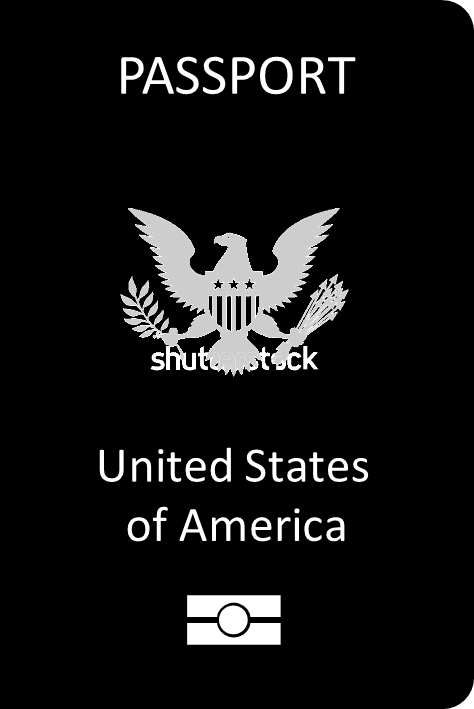 PASSPORT
shutterstock
United States
of America